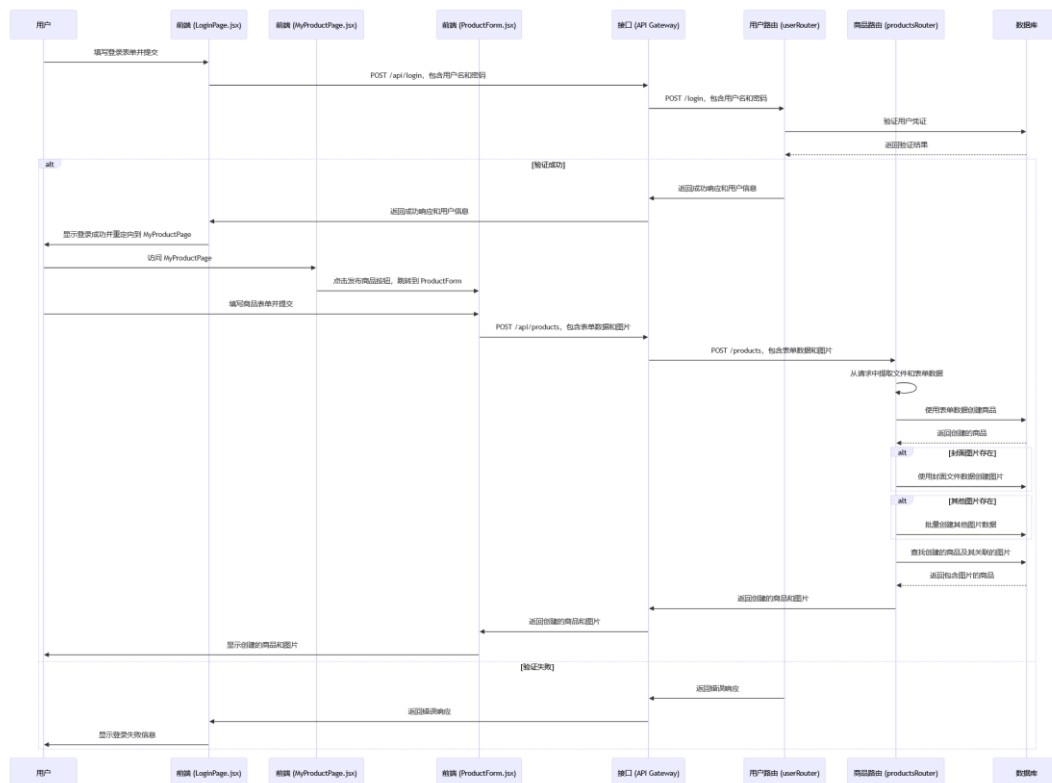 用户
前端 (LoginPage.jsx)
前端 (MyProductPage.jsx)
前端 (ProductForm.jsx)
接口 (API Gateway)
用户路由 (userRouter)
商品路由 (productsRouter)
数据库
填写登录表单并提交
POST /api/login，包含用户名和密码
POST /login，包含用户名和密码
验证用户凭证
返回验证结果
alt
[验证成功]
返回成功响应和用户信息
返回成功响应和用户信息
显示登录成功并重定向到 MyProductPage
访问 MyProductPage
点击发布商品按钮，跳转到 ProductForm
填写商品表单并提交
POST /api/products，包含表单数据和图片
POST /products，包含表单数据和图片
从请求中提取文件和表单数据
使用表单数据创建商品
返回创建的商品
alt
[封面图片存在]
使用封面文件数据创建图片
alt
[其他图片存在]
批量创建其他图片数据
查找创建的商品及其关联的图片
返回包含图片的商品
返回创建的商品和图片
返回创建的商品和图片
显示创建的商品和图片
[验证失败]
返回错误响应
返回错误响应
显示登录失败信息
用户
前端 (LoginPage.jsx)
前端 (MyProductPage.jsx)
前端 (ProductForm.jsx)
接口 (API Gateway)
用户路由 (userRouter)
商品路由 (productsRouter)
数据库